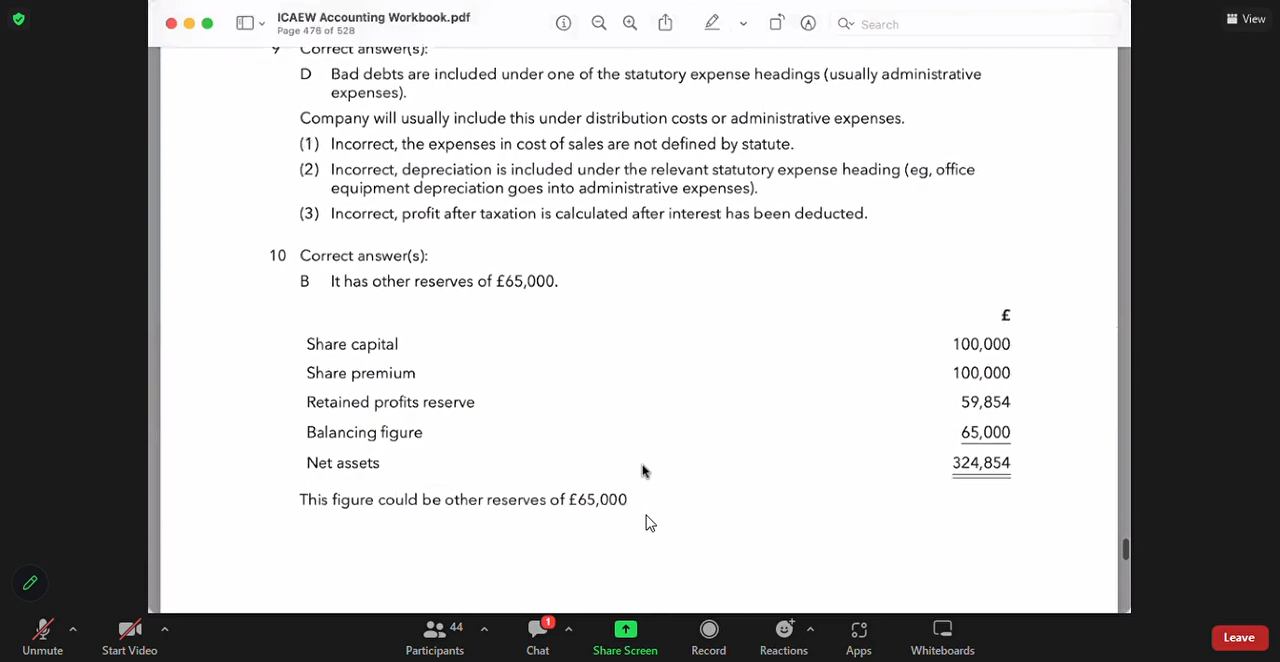 ICAEW Accounting Workbook.pdf
Page 476 of 528
Search
View
9 Correct answer(s):
D Bad debts are included under one of the statutory expense headings (usually administrative
expenses).
Company will usually include this under distribution costs or administrative expenses.
(1) Incorrect, the expenses in cost of sales are not defined by statute.
(2) Incorrect, depreciation is included under the relevant statutory expense heading (eg, office
equipment depreciation goes into administrative expenses).
(3) Incorrect, profit after taxation is calculated after interest has been deducted.
10 Correct answer(s):
B It has other reserves of £65,000.
£
Share capital 100,000
Share premium 100,000
Retained profits reserve 59,854
Balancing figure 65,000
Net assets 324,854
This figure could be other reserves of £65,000
44
1
Unmute
Start Video
Participants
Chat
Share Screen
Record
Reactions
Apps
Whiteboards
Leave